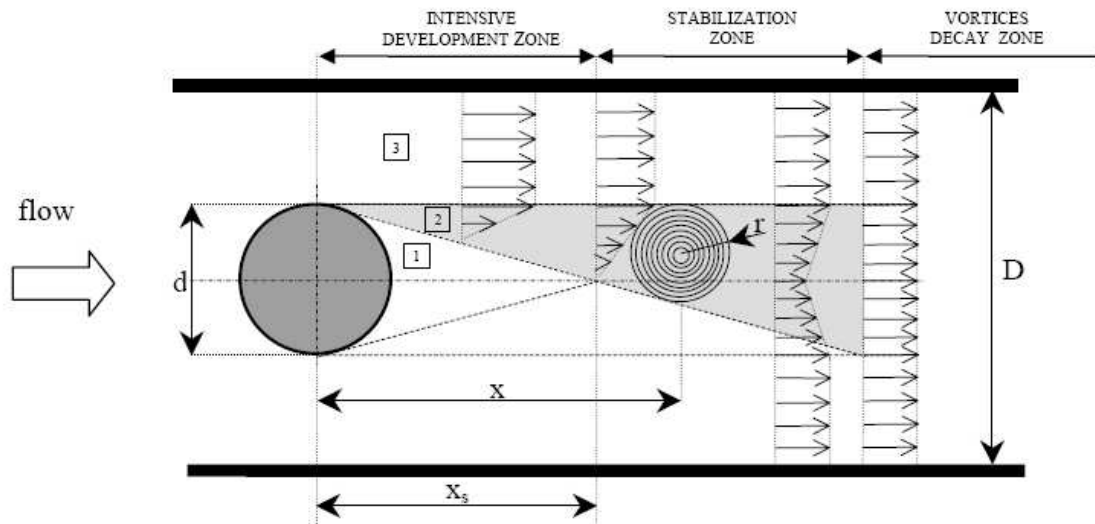 INTENSIVE
DEVELOPMENT ZONE
STABILIZATION
ZONE
VORTICES
DECAY ZONE
3
flow
2
1
r
d
D
x
xₛ